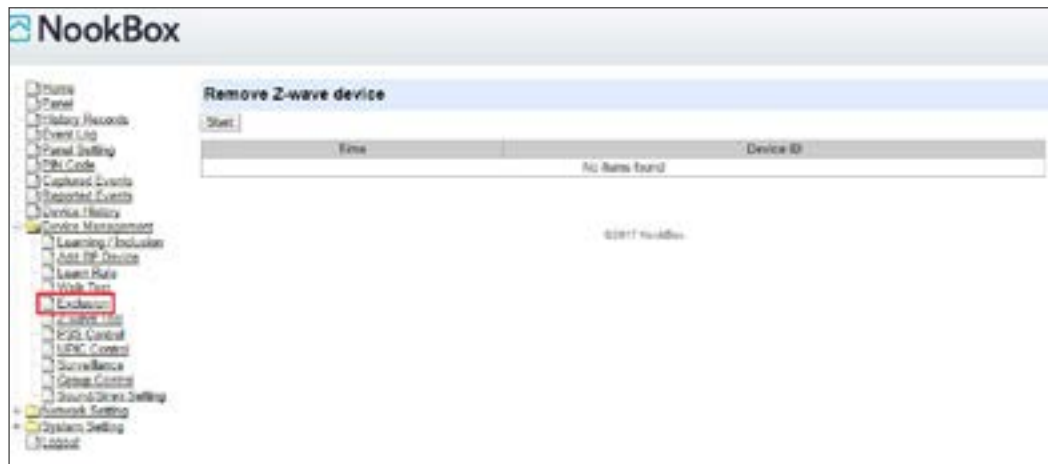 NookBox
Home
Panel
History Records
Event Log
Panel Setting
PIN Code
Captured Events
Reported Events
Device History
Device Management
Learning / Inclusion
Add RF Device
Learn Rule
Walk Test
Exclusion
Z-wave
PSS Control
UPIC Control
Surveillance
Group Control
Sound/Siren Setting
Network Setting
System Setting
Logout
Remove Z-wave device
Start
Time Device ID
No items found
©2017 NookBox